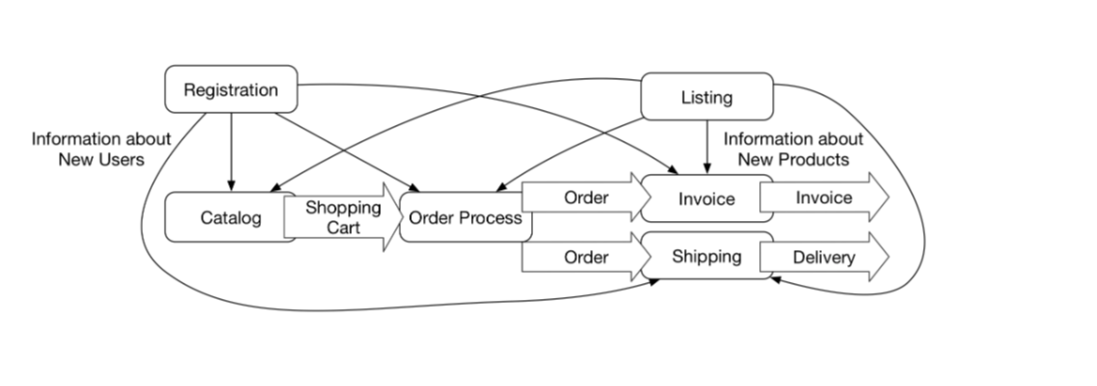 Registration
Listing
Information about
New Users
Information about
New Products
Catalog
Shopping
Cart
Order Process
Order
Invoice
Invoice
Order
Shipping
Delivery